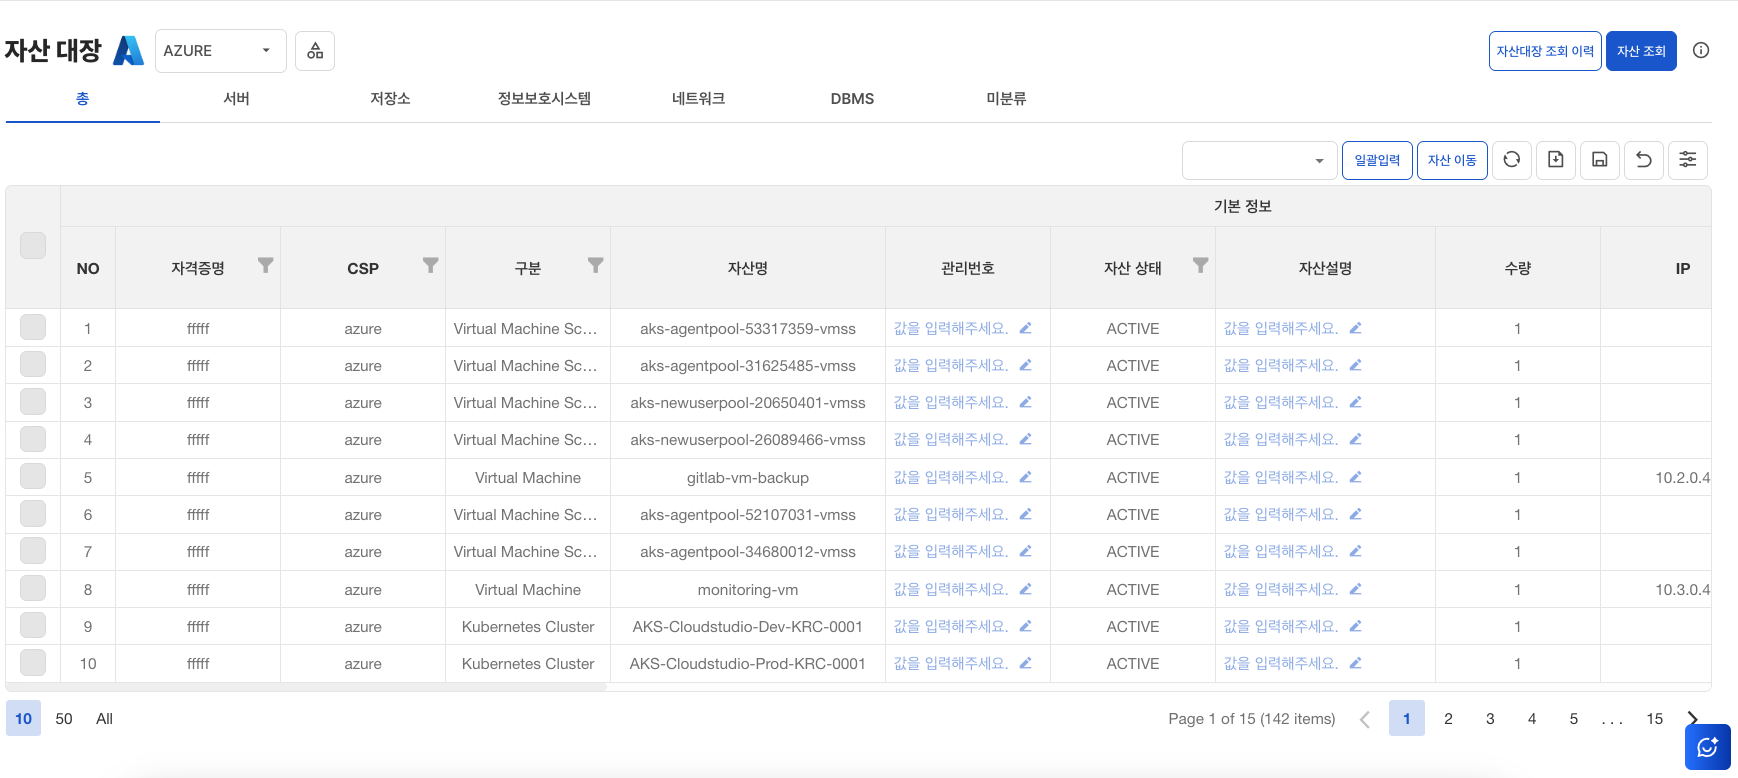 자산 대장 AZURE 자산대장 조회 이력 자산 조회
총 서버 저장소 정보보호시스템 네트워크 DBMS 미분류
일괄입력 자산 이동
기본 정보
NO 자격증명 CSP 구분 자산명 관리번호 자산 상태 자산설명 수량 IP
1 fffff azure Virtual Machine Sc... aks-agentpool-53317359-vmss 값을 입력해주세요. ACTIVE 값을 입력해주세요. 1
2 fffff azure Virtual Machine Sc... aks-agentpool-31625485-vmss 값을 입력해주세요. ACTIVE 값을 입력해주세요. 1
3 fffff azure Virtual Machine Sc... aks-newuserpool-20650401-vmss 값을 입력해주세요. ACTIVE 값을 입력해주세요. 1
4 fffff azure Virtual Machine Sc... aks-newuserpool-26089466-vmss 값을 입력해주세요. ACTIVE 값을 입력해주세요. 1
5 fffff azure Virtual Machine gitlab-vm-backup 값을 입력해주세요. ACTIVE 값을 입력해주세요. 1 10.2.0.4
6 fffff azure Virtual Machine Sc... aks-agentpool-52107031-vmss 값을 입력해주세요. ACTIVE 값을 입력해주세요. 1
7 fffff azure Virtual Machine Sc... aks-agentpool-34680012-vmss 값을 입력해주세요. ACTIVE 값을 입력해주세요. 1
8 fffff azure Virtual Machine monitoring-vm 값을 입력해주세요. ACTIVE 값을 입력해주세요. 1 10.3.0.4
9 fffff azure Kubernetes Cluster AKS-Cloudstudio-Dev-KRC-0001 값을 입력해주세요. ACTIVE 값을 입력해주세요. 1
10 fffff azure Kubernetes Cluster AKS-Cloudstudio-Prod-KRC-0001 값을 입력해주세요. ACTIVE 값을 입력해주세요. 1
10 50 All Page 1 of 15 (142 items) 1 2 3 4 5 . . . 15